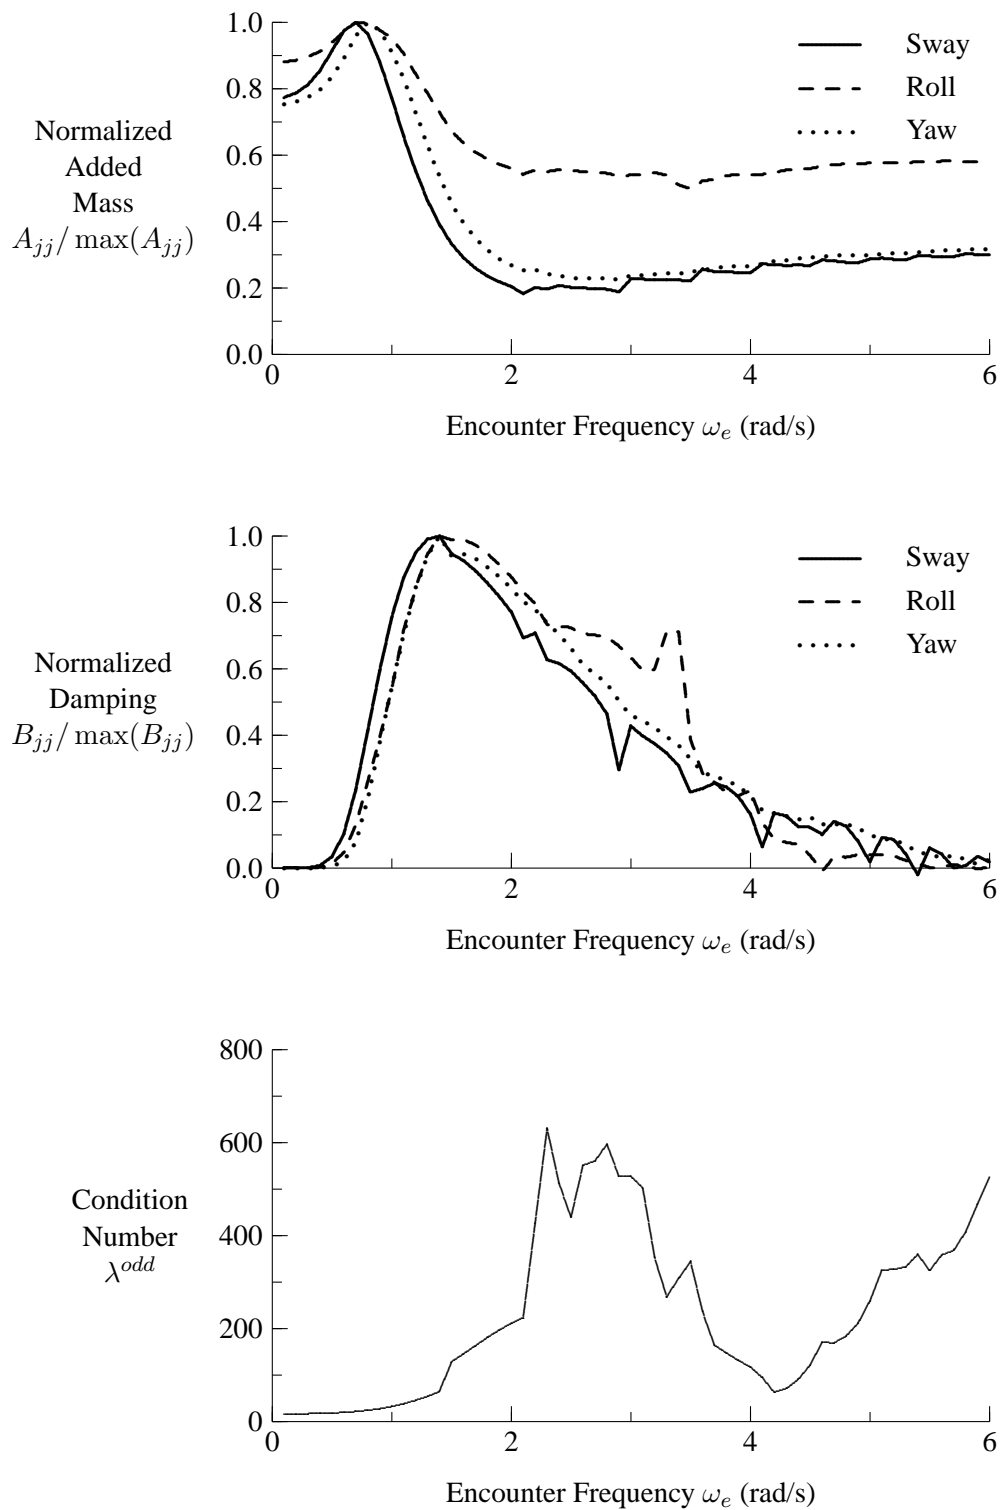 1.0
0.8
0.6
0.4
0.2
0.0
Normalized
Added
Mass
A_{jj}/ max(A_{jj})
Sway
Roll
Yaw
0 2 4 6
Encounter Frequency ω_e (rad/s)
1.0
0.8
0.6
0.4
0.2
0.0
Normalized
Damping
B_{jj}/ max(B_{jj})
Sway
Roll
Yaw
0 2 4 6
Encounter Frequency ω_e (rad/s)
800
600
400
200
0
Condition
Number
λ^{odd}
0 2 4 6
Encounter Frequency ω_e (rad/s)